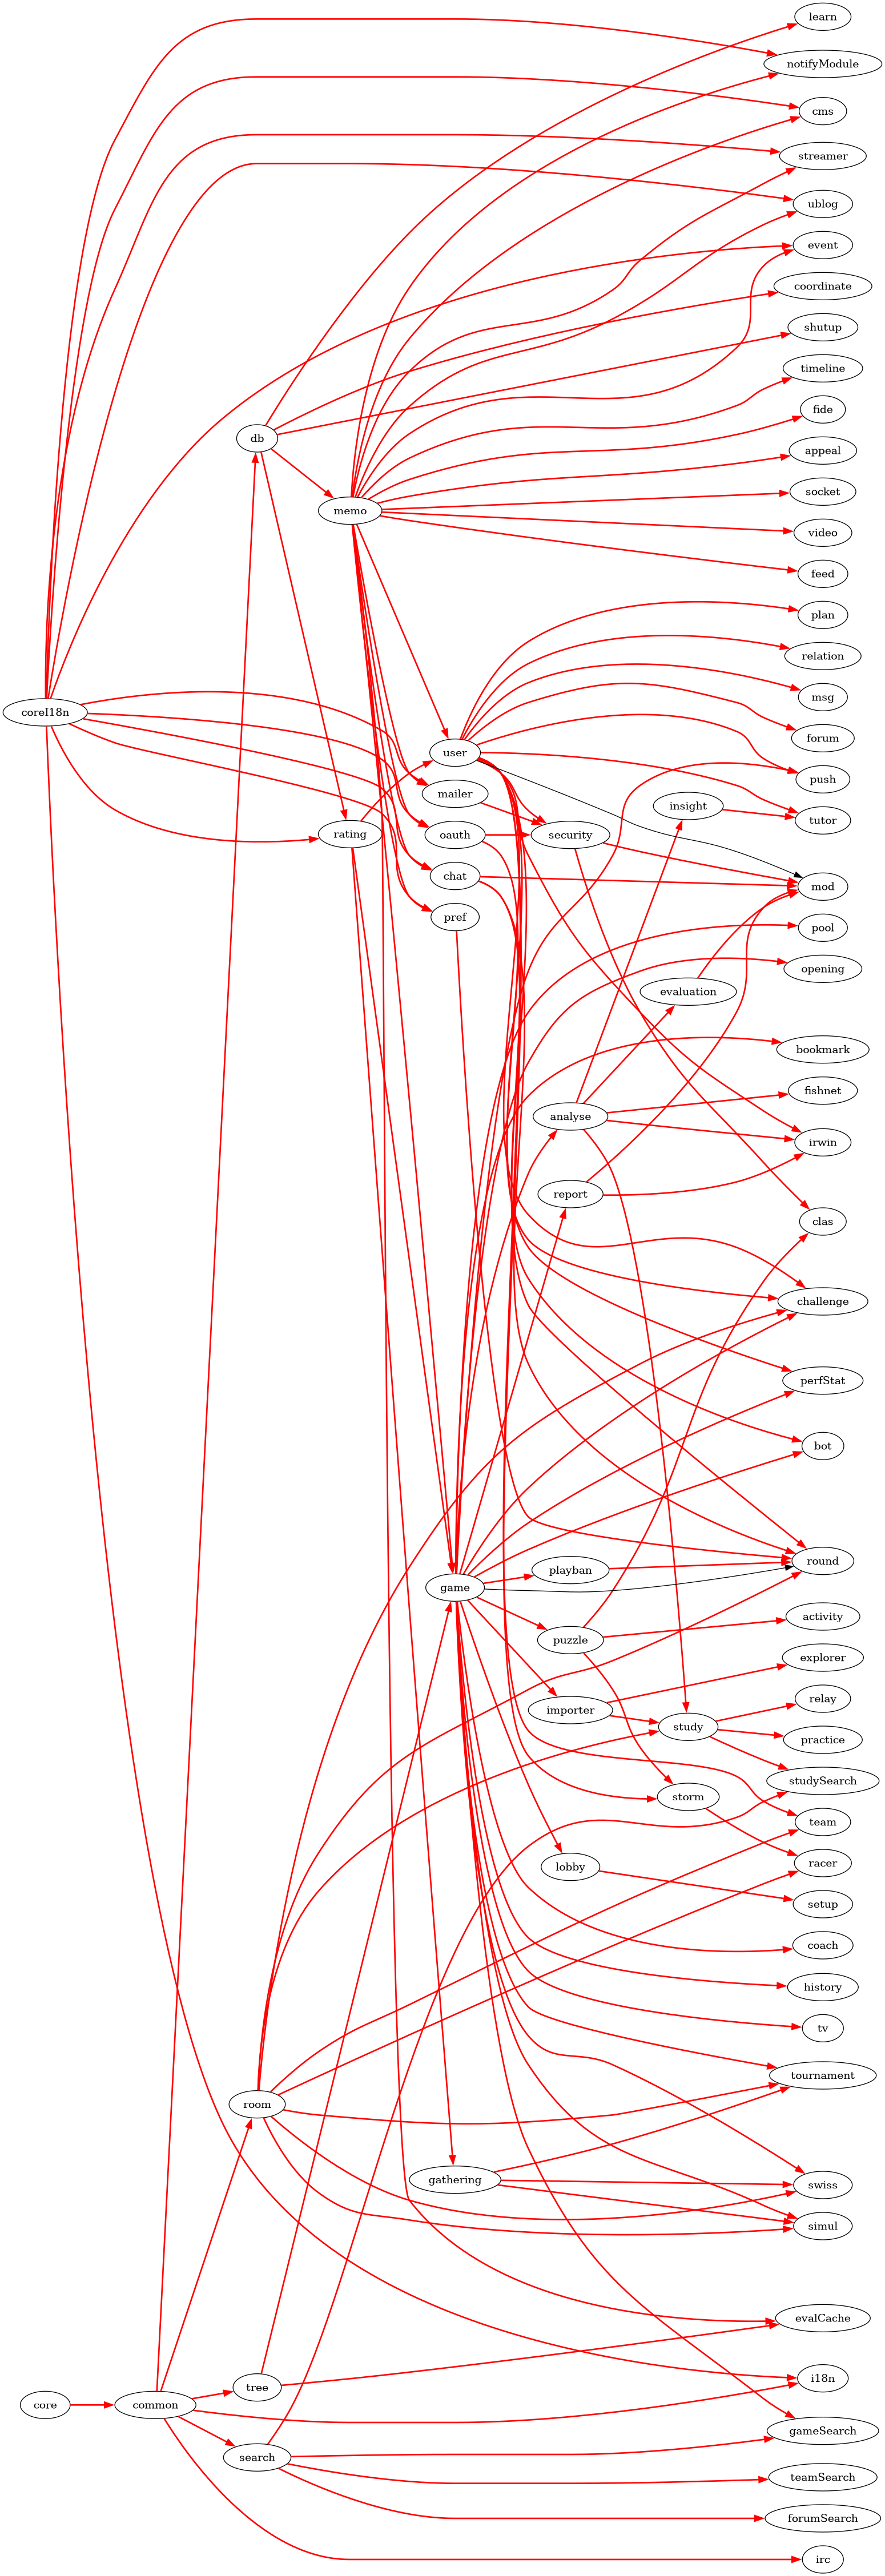 learn
notifyModule
cms
streamer
ublog
event
coordinate
shutup
timeline
fide
db
appeal
socket
memo
video
feed
plan
relation
msg
coreI18n
forum
user
push
mailer
insight
tutor
rating
oauth
security
chat
mod
pref
pool
opening
evaluation
bookmark
fishnet
analyse
irwin
report
clas
challenge
perfStat
bot
round
playban
game
activity
puzzle
explorer
relay
importer
study
practice
studySearch
storm
team
racer
lobby
setup
coach
history
tv
tournament
room
gathering
swiss
simul
evalCache
i18n
tree
core
common
gameSearch
search
teamSearch
forumSearch
irc